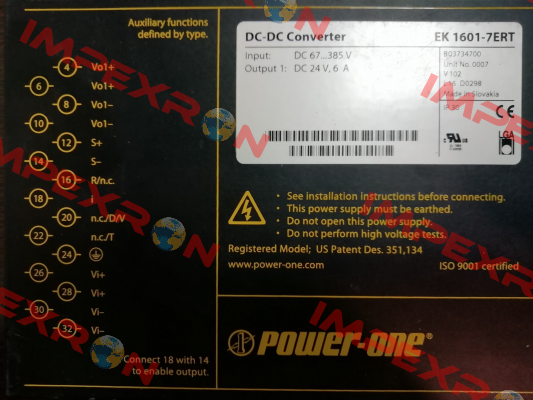 Auxiliary functions
defined by type.
4 Vo1+
6 Vo1+
8 Vo1–
10 Vo1–
12 S+
14 S–
16 R/n.c.
18 i
20 n.c./D/V
22 n.c./T
24
26 Vi+
28 Vi+
30 Vi–
32 Vi–
Connect 18 with 14
to enable output.
DC-DC Converter
EK 1601-7ERT
Input: DC 67...385 V
Output 1: DC 24 V, 6 A
B03734700
Unit No. 0007
V102
D0298
Made in Slovakia
CE
LGA
• See installation instructions before connecting.
• This power supply must be earthed.
• Do not open this power supply.
• Do not perform high voltage tests.
Registered Model; US Patent Des. 351,134
www.power-one.com
ISO 9001 certified
POWER-ONE®
IMPEXRON
IMPEXRON
IMPEXRON
IMPEXRON